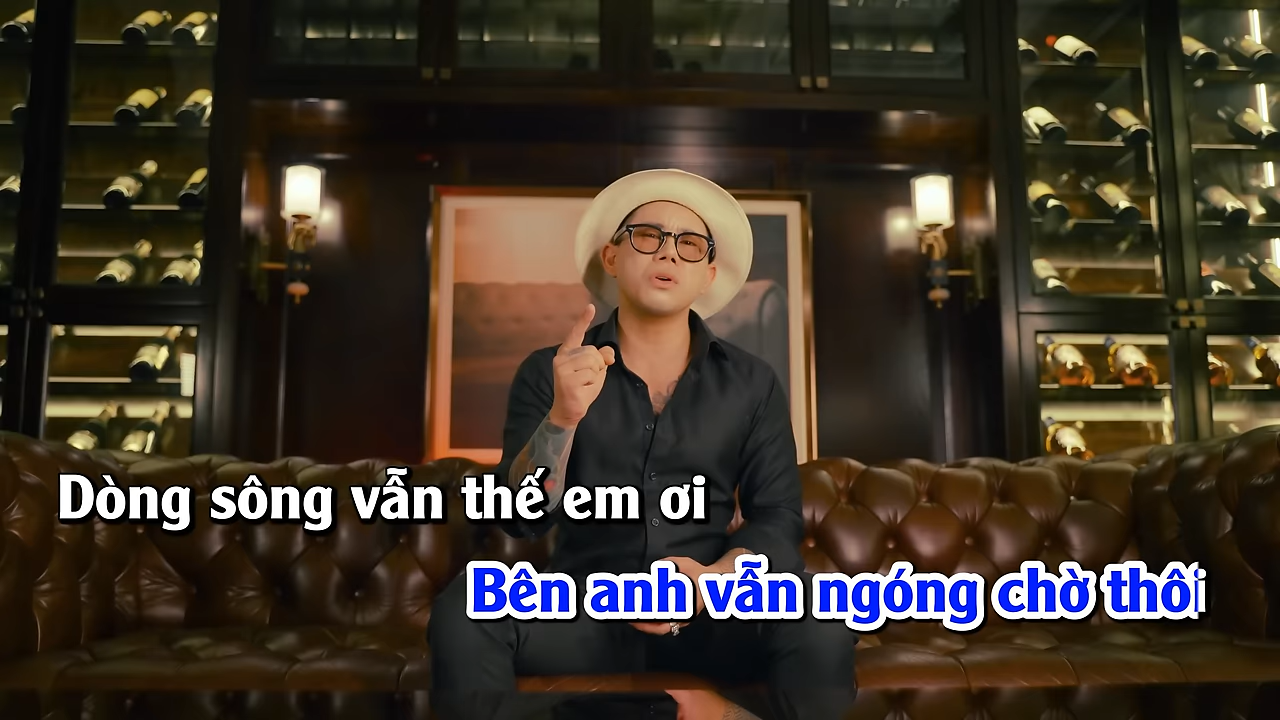 Dòng sông vẫn thế em ơi
Bên anh vẫn ngóng chờ thôi